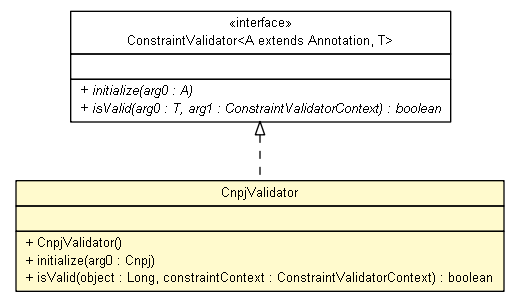 «interface»
ConstraintValidator<A extends Annotation, T>
+ initialize(arg0 : A)
+ isValid(arg0 : T, arg1 : ConstraintValidatorContext) : boolean
CnpjValidator
+ CnpjValidator()
+ initialize(arg0 : Cnpj)
+ isValid(object : Long, constraintContext : ConstraintValidatorContext) : boolean